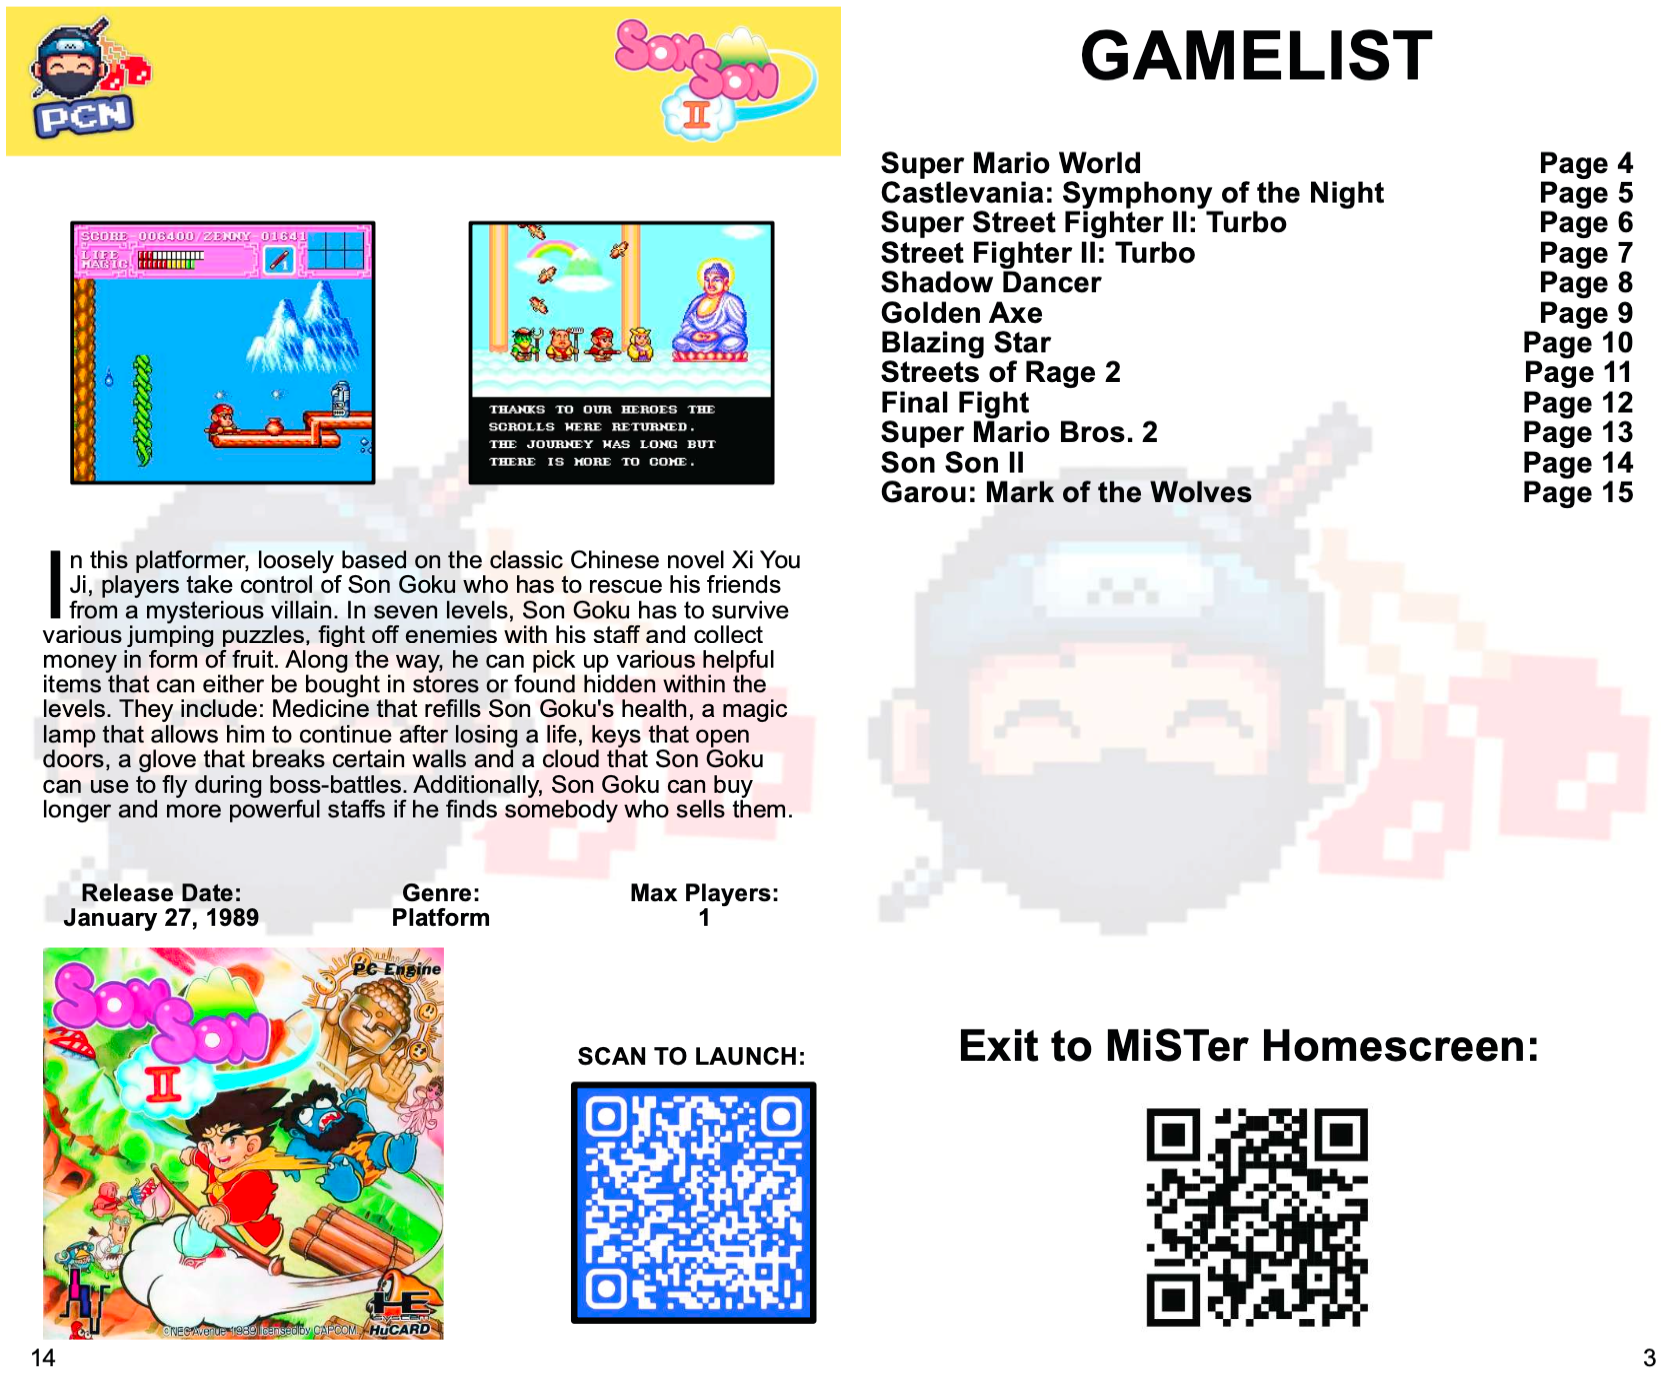 PCN
SON SON II
SCORE 006400/ZENNY 01641
LIFE
MAGIC
1
THANKS TO OUR HEROES THE
SCROLLS WERE RETURNED.
THE JOURNEY WAS LONG BUT
THERE IS MORE TO COME.
In this platformer, loosely based on the classic Chinese novel Xi You
Ji, players take control of Son Goku who has to rescue his friends
from a mysterious villain. In seven levels, Son Goku has to survive
various jumping puzzles, fight off enemies with his staff and collect
money in form of fruit. Along the way, he can pick up various helpful
items that can either be bought in stores or found hidden within the
levels. They include: Medicine that refills Son Goku's health, a magic
lamp that allows him to continue after losing a life, keys that open
doors, a glove that breaks certain walls and a cloud that Son Goku
can use to fly during boss-battles. Additionally, Son Goku can buy
longer and more powerful staffs if he finds somebody who sells them.
Release Date: Genre: Max Players:
January 27, 1989 Platform 1
PC Engine
SON SON II
HE
SYSTEM
©NEC Avenue 1989 licensed by CAPCOM
HuCARD
SCAN TO LAUNCH:
14
GAMELIST
Super Mario World Page 4
Castlevania: Symphony of the Night Page 5
Super Street Fighter II: Turbo Page 6
Street Fighter II: Turbo Page 7
Shadow Dancer Page 8
Golden Axe Page 9
Blazing Star Page 10
Streets of Rage 2 Page 11
Final Fight Page 12
Super Mario Bros. 2 Page 13
Son Son II Page 14
Garou: Mark of the Wolves Page 15
Exit to MiSTer Homescreen:
3